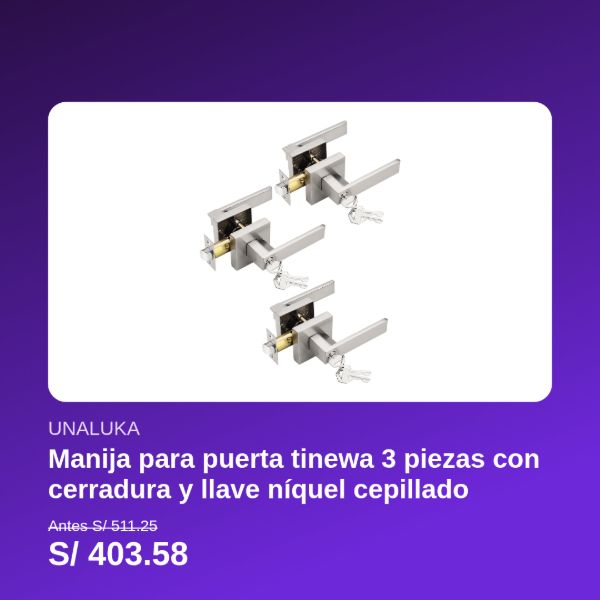 UNALUKA
Manija para puerta tinewa 3 piezas con
cerradura y llave níquel cepillado
Antes S/ 511.25
S/ 403.58